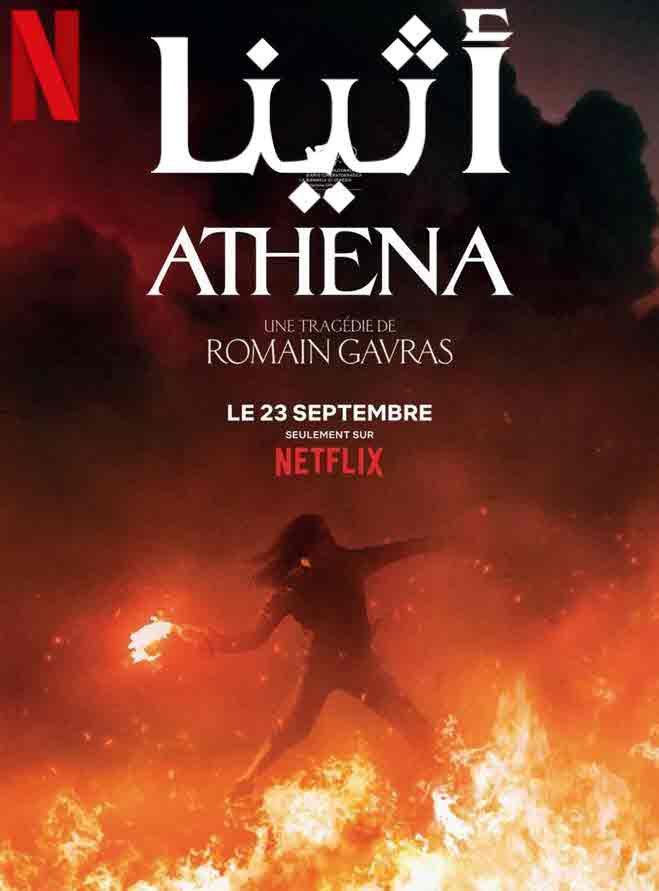 N
أثينا
ATHENA
UNE TRAGÉDIE DE
ROMAIN GAVRAS
LE 23 SEPTEMBRE
SEULEMENT SUR
NETFLIX